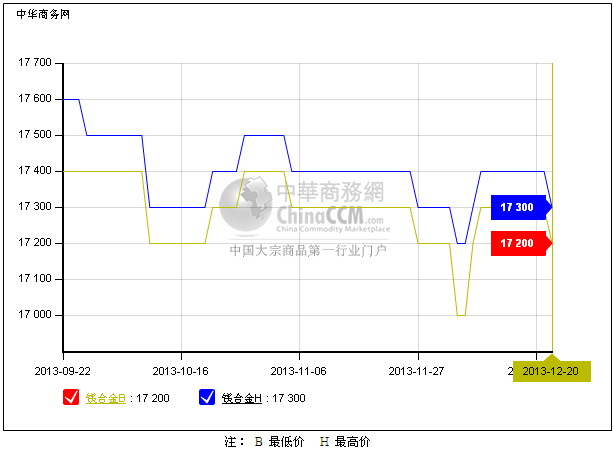 中华商务网
17 700
17 600
17 500
17 400
17 300
17 200
17 100
17 000
中華商務網
ChinaCCM.com
China Commodity Marketplace
中国大宗商品第一行业门户
17 300
17 200
2013-09-22 2013-10-16 2013-11-06 2013-11-27 2013-12-20
镁合金B : 17 200 镁合金H : 17 300
注： B 最低价 H 最高价